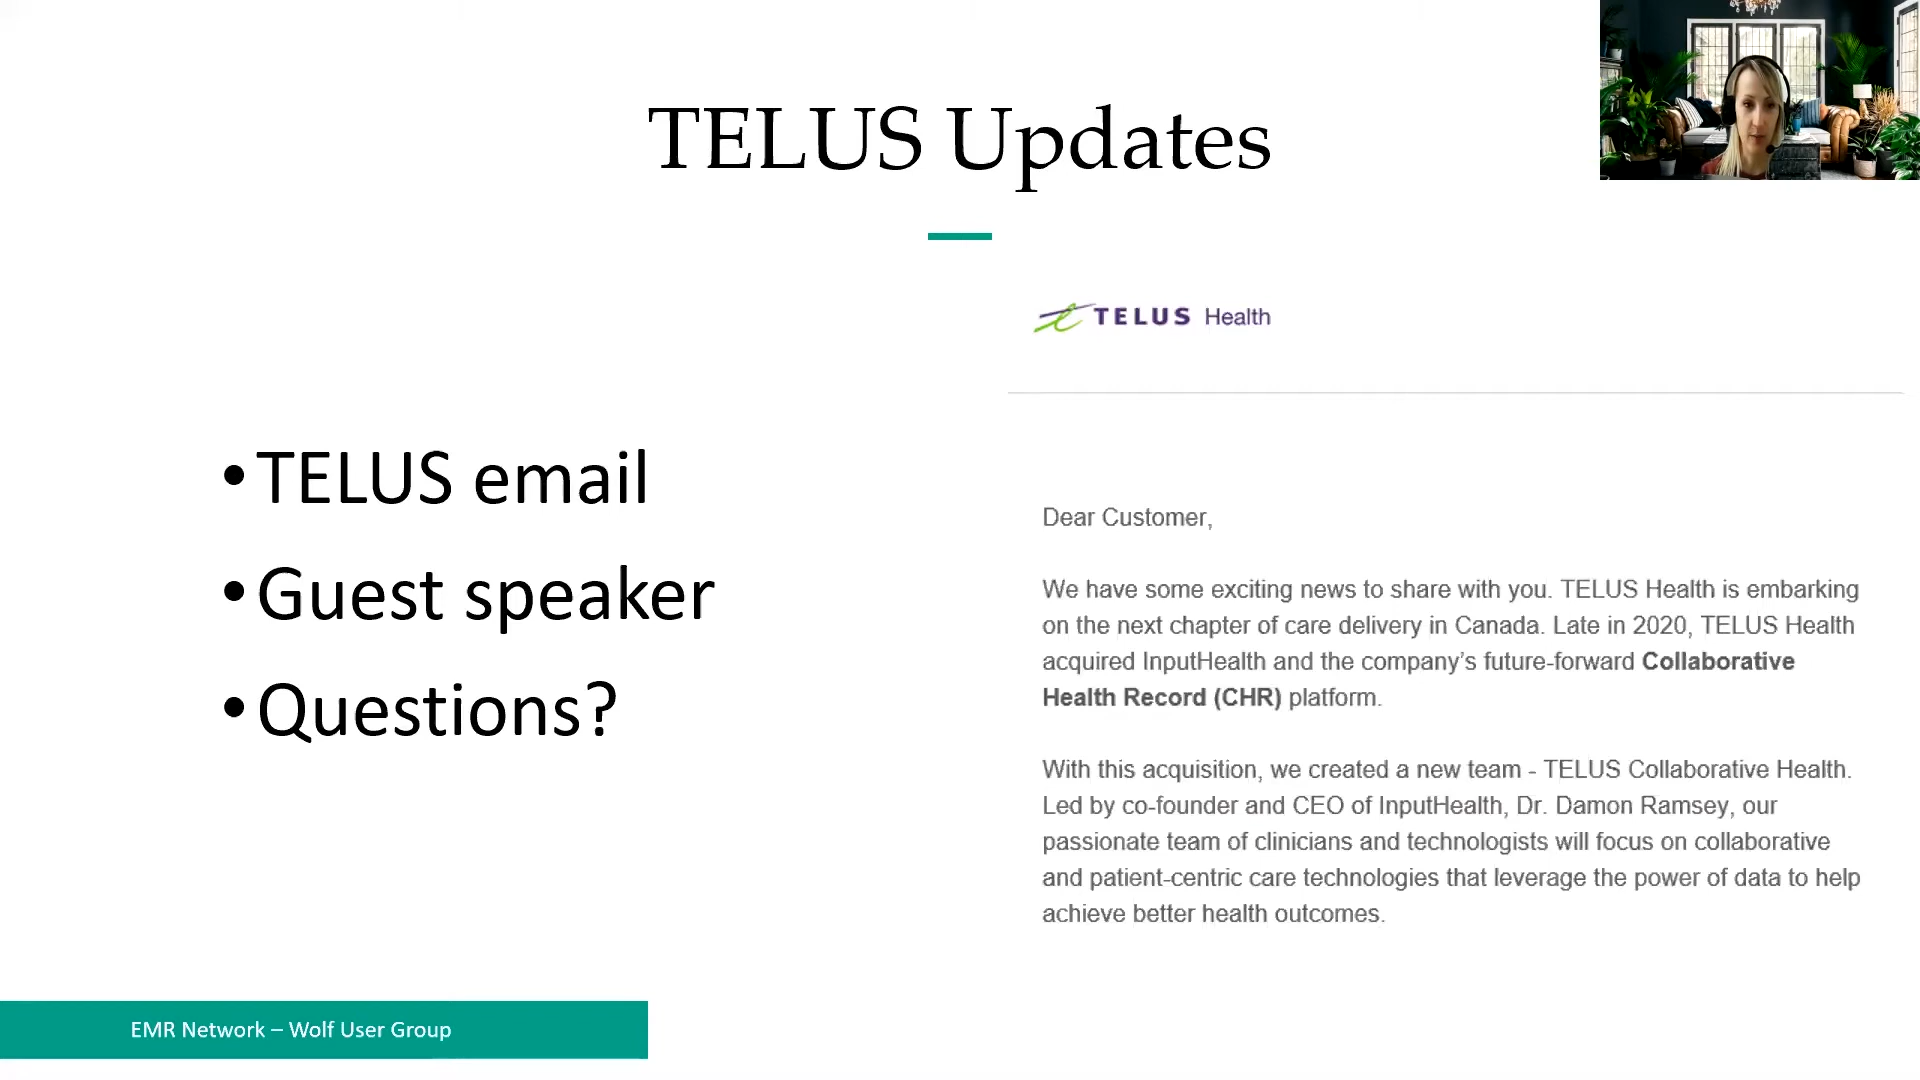 TELUS Updates
• TELUS email
• Guest speaker
• Questions?
TELUS Health
Dear Customer,
We have some exciting news to share with you. TELUS Health is embarking
on the next chapter of care delivery in Canada. Late in 2020, TELUS Health
acquired InputHealth and the company’s future-forward Collaborative
Health Record (CHR) platform.
With this acquisition, we created a new team - TELUS Collaborative Health.
Led by co-founder and CEO of InputHealth, Dr. Damon Ramsey, our
passionate team of clinicians and technologists will focus on collaborative
and patient-centric care technologies that leverage the power of data to help
achieve better health outcomes.
EMR Network – Wolf User Group